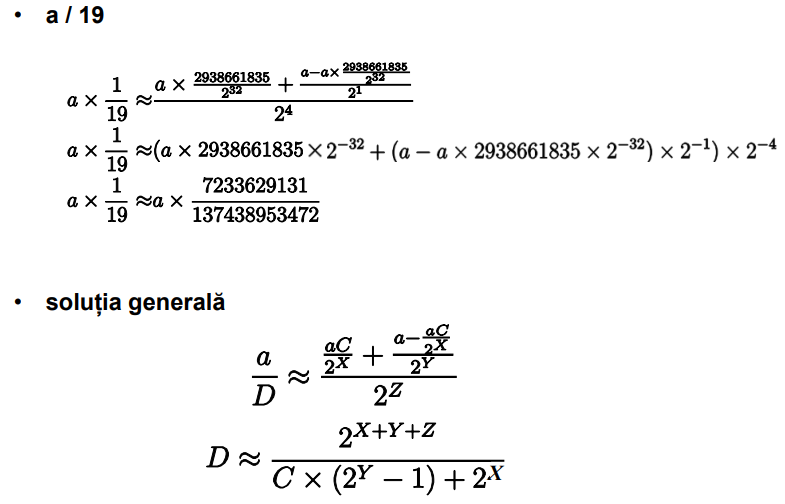 • a / 19
a × 1/19 ≈ (a × 2938661835/2^32 + (a − a × 2938661835/2^32)/2^1)/2^4
a × 1/19 ≈ (a × 2938661835 × 2^−32 + (a − a × 2938661835 × 2^−32) × 2^−1) × 2^−4
a × 1/19 ≈ a × 7233629131/137438953472
• soluția generală
a/D ≈ (aC/2^X + (a − aC/2^X)/2^Y)/2^Z
D ≈ 2^(X+Y+Z)/(C × (2^Y − 1) + 2^X)